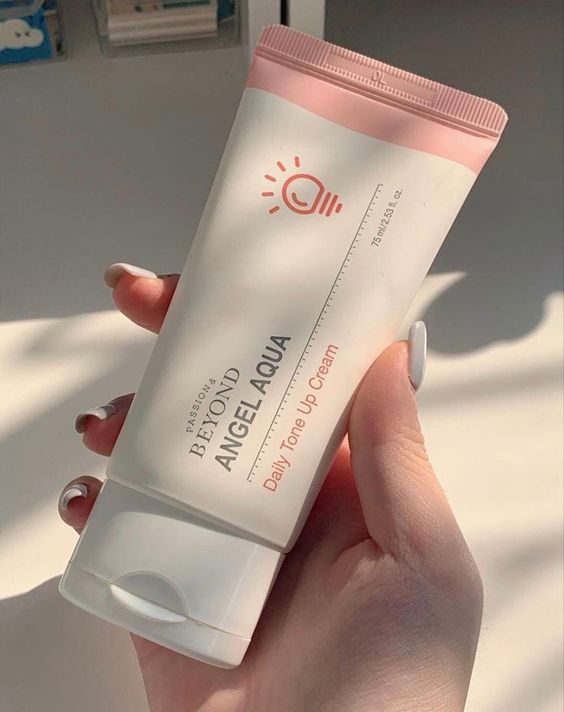 PASSION&
BEYOND
ANGEL AQUA
Daily Tone Up Cream
75 ml/2.53 fl. oz.